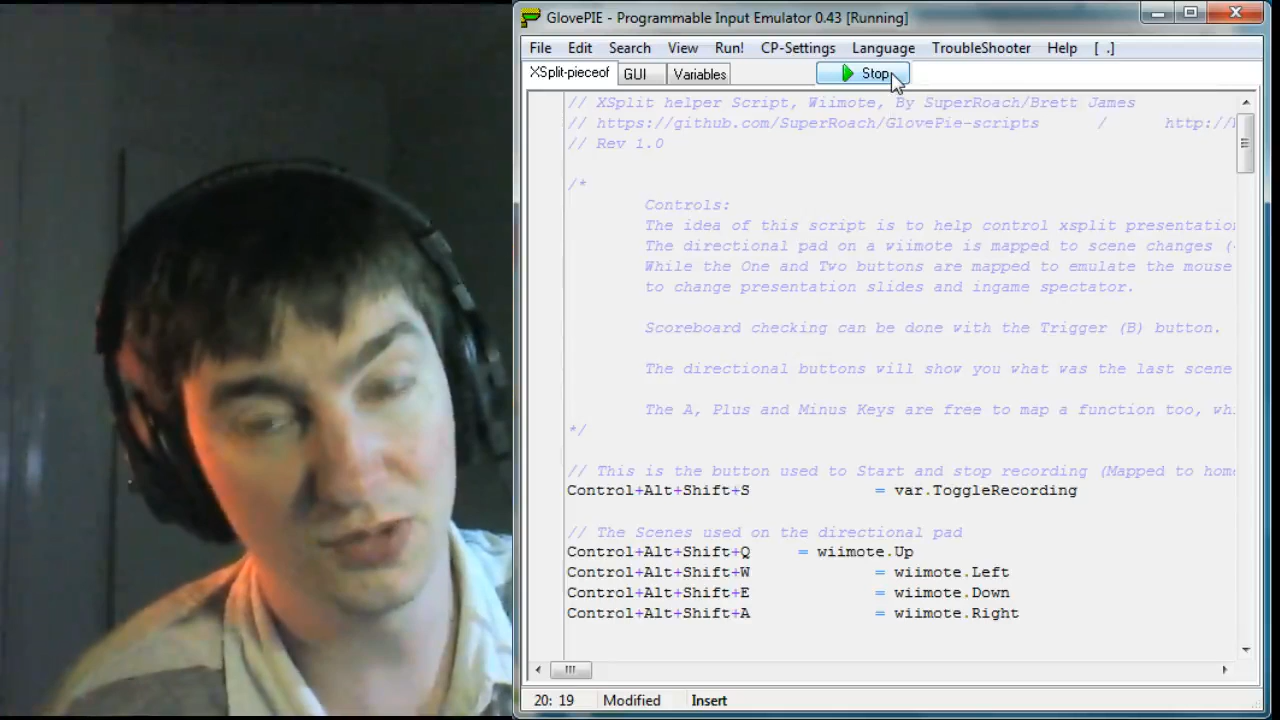 GlovePIE - Programmable Input Emulator 0.43 [Running]
File Edit Search View Run! CP-Settings Language TroubleShooter Help [ .]
XSplit-pieceof GUI Variables Stop
// XSplit helper Script, Wiimote, By SuperRoach/Brett James
// https://github.com/SuperRoach/GlovePie-scripts / http://
// Rev 1.0
/*
Controls:
The idea of this script is to help control xsplit presentation
The directional pad on a wiimote is mapped to scene changes (
While the One and Two buttons are mapped to emulate the mouse
to change presentation slides and ingame spectator.
Scoreboard checking can be done with the Trigger (B) button.
The directional buttons will show you what was the last scene
The A, Plus and Minus Keys are free to map a function too, whi
*/
// This is the button used to Start and stop recording (Mapped to home
Control+Alt+Shift+S = var.ToggleRecording
// The Scenes used on the directional pad
Control+Alt+Shift+Q = wiimote.Up
Control+Alt+Shift+W = wiimote.Left
Control+Alt+Shift+E = wiimote.Down
Control+Alt+Shift+A = wiimote.Right
20: 19 Modified Insert